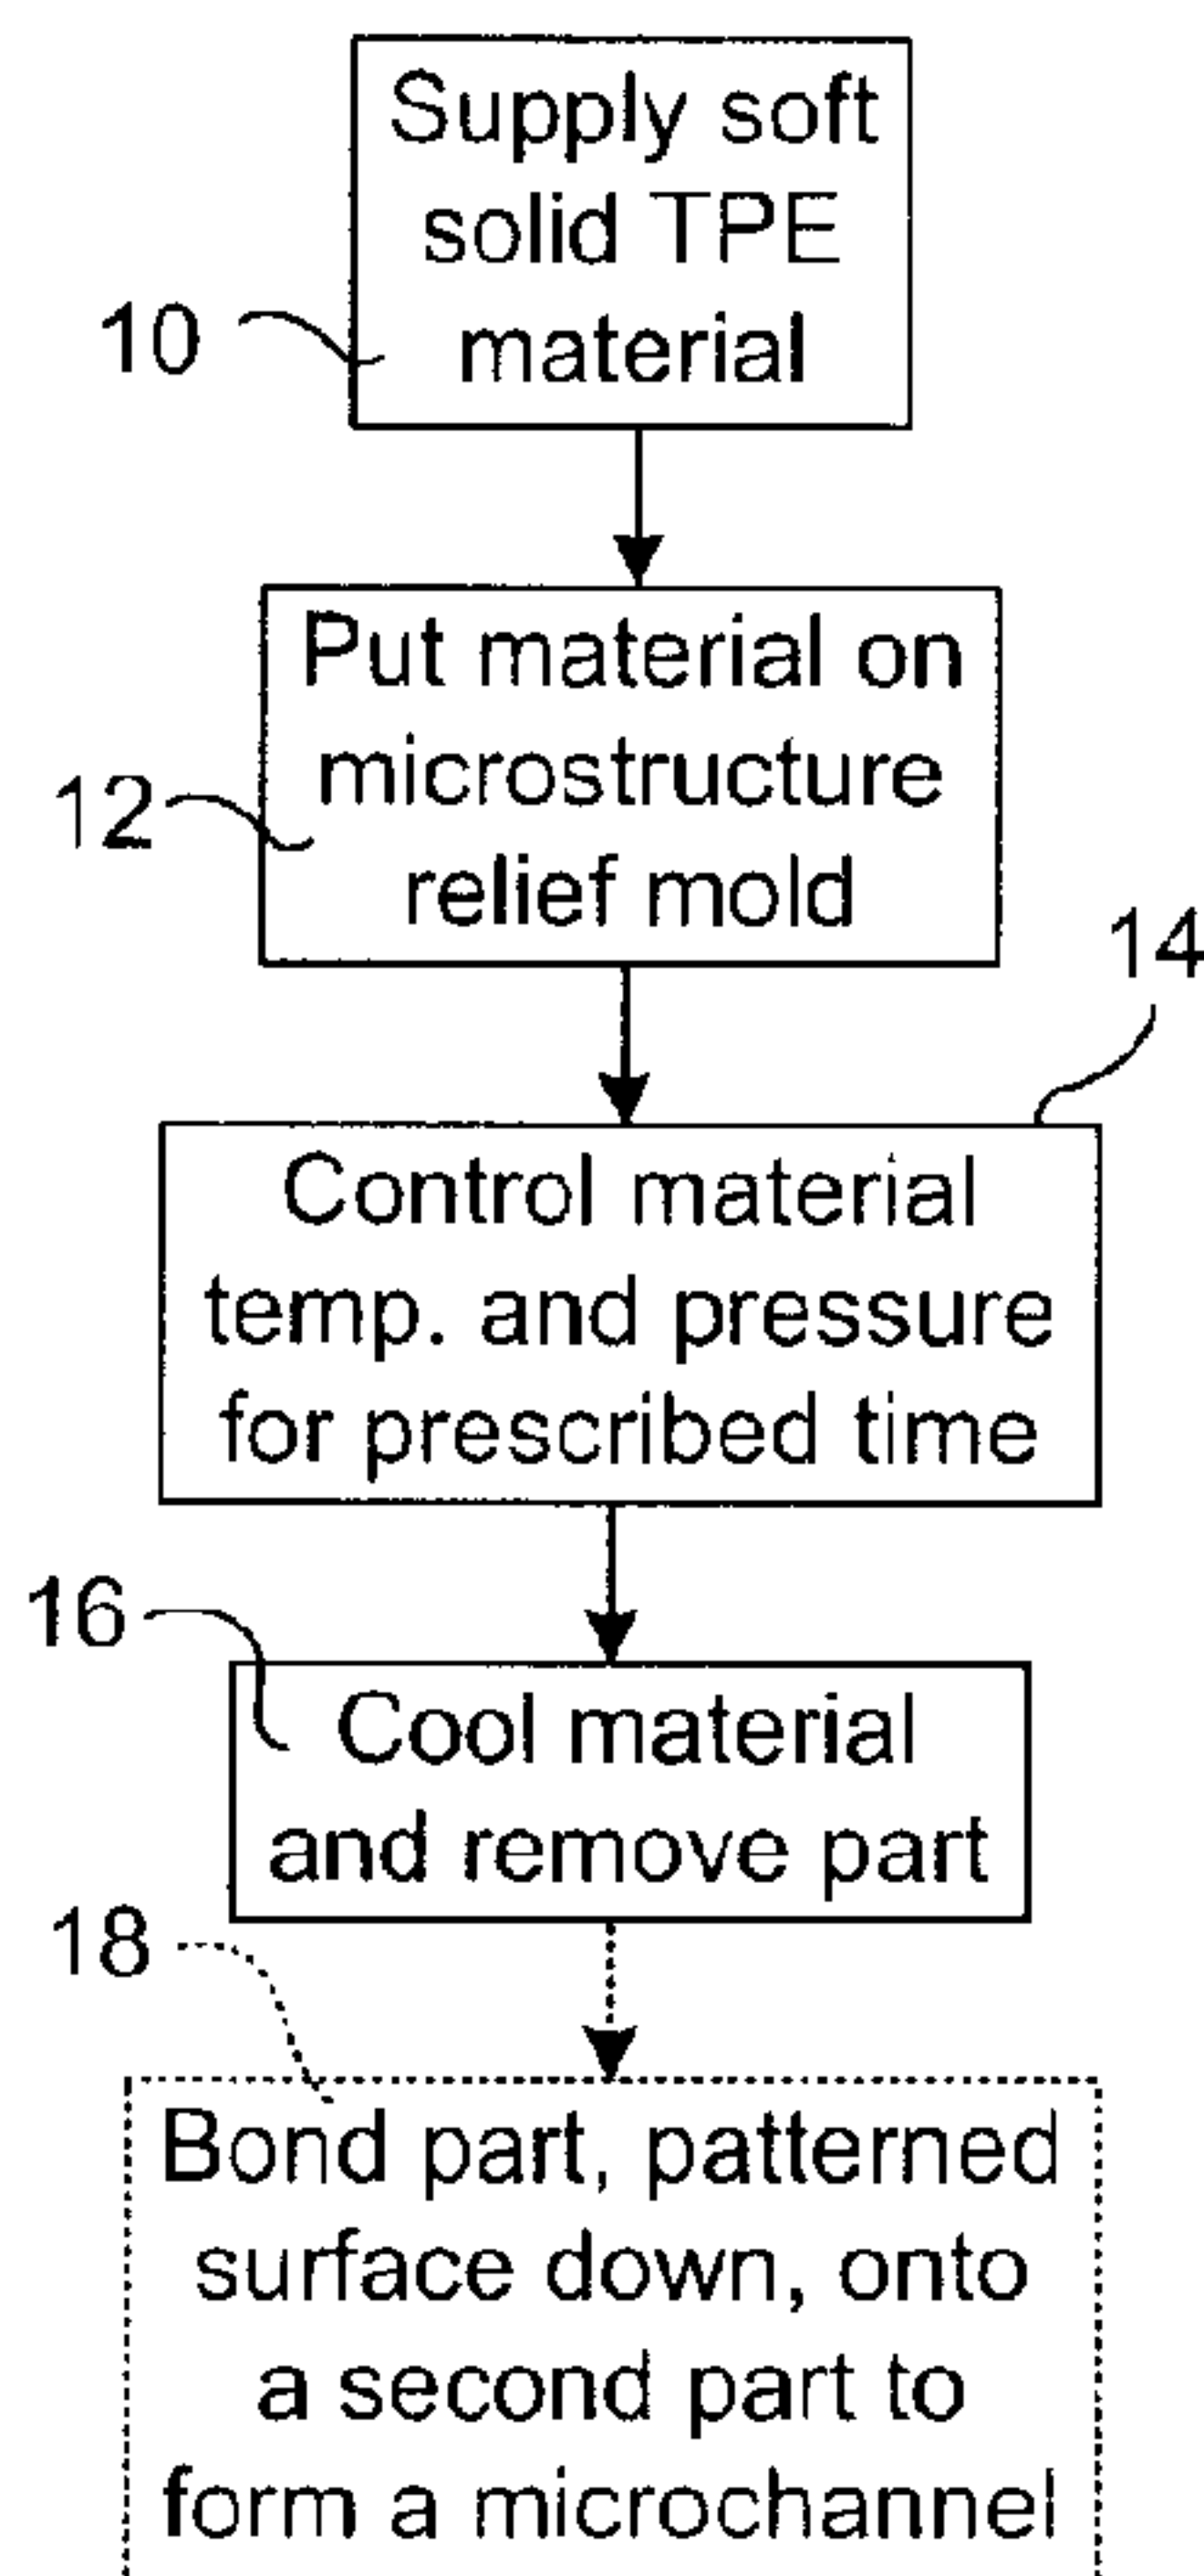 Supply soft
solid TPE
material
10
Put material on
microstructure
relief mold
12
14
Control material
temp. and pressure
for prescribed time
16
Cool material
and remove part
18
Bond part, patterned
surface down, onto
a second part to
form a microchannel